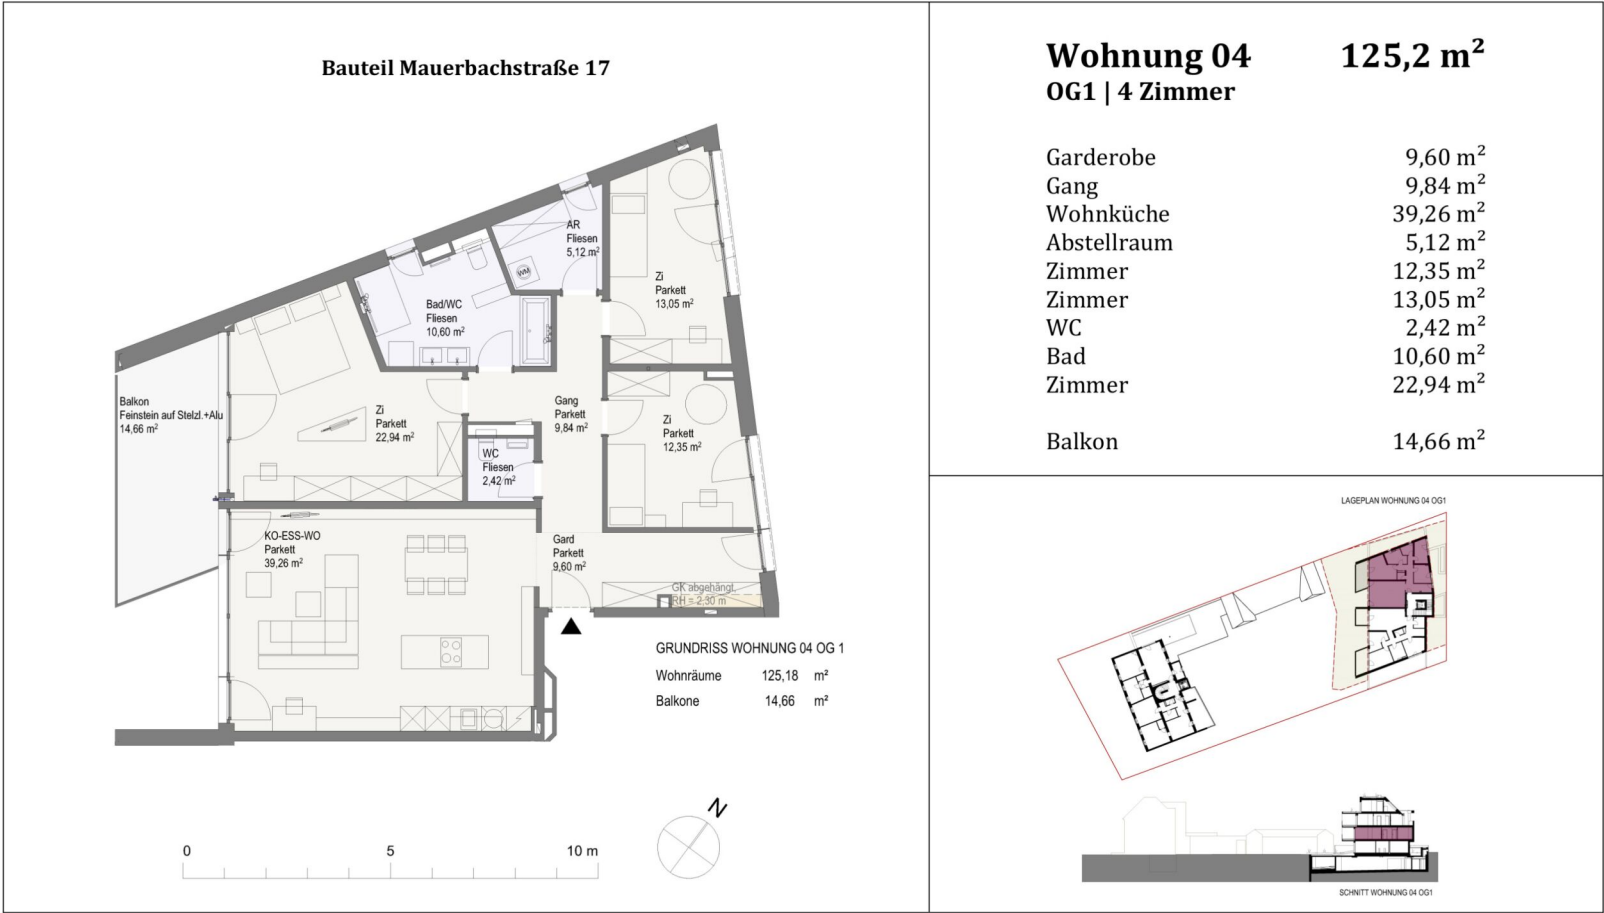 Bauteil Mauerbachstraße 17
AR
Fliesen
5,12 m²
WM
Zi
Parkett
13,05 m²
Bad/WC
Fliesen
10,60 m²
Balkon
Feinstein auf Stelzl.+Alu
14,66 m²
Zi
Parkett
22,94 m²
Gang
Parkett
9,84 m²
Zi
Parkett
12,35 m²
WC
Fliesen
2,42 m²
KO-ESS-WO
Parkett
39,26 m²
Gard
Parkett
9,60 m²
GK abgehängt,
RH = 2,30 m
GRUNDRISS WOHNUNG 04 OG 1
Wohnräume 125,18 m²
Balkone 14,66 m²
N
0 5 10 m
Wohnung 04 125,2 m²
OG1 | 4 Zimmer
Garderobe 9,60 m²
Gang 9,84 m²
Wohnküche 39,26 m²
Abstellraum 5,12 m²
Zimmer 12,35 m²
Zimmer 13,05 m²
WC 2,42 m²
Bad 10,60 m²
Zimmer 22,94 m²
Balkon 14,66 m²
LAGEPLAN WOHNUNG 04 OG1
SCHNITT WOHNUNG 04 OG1